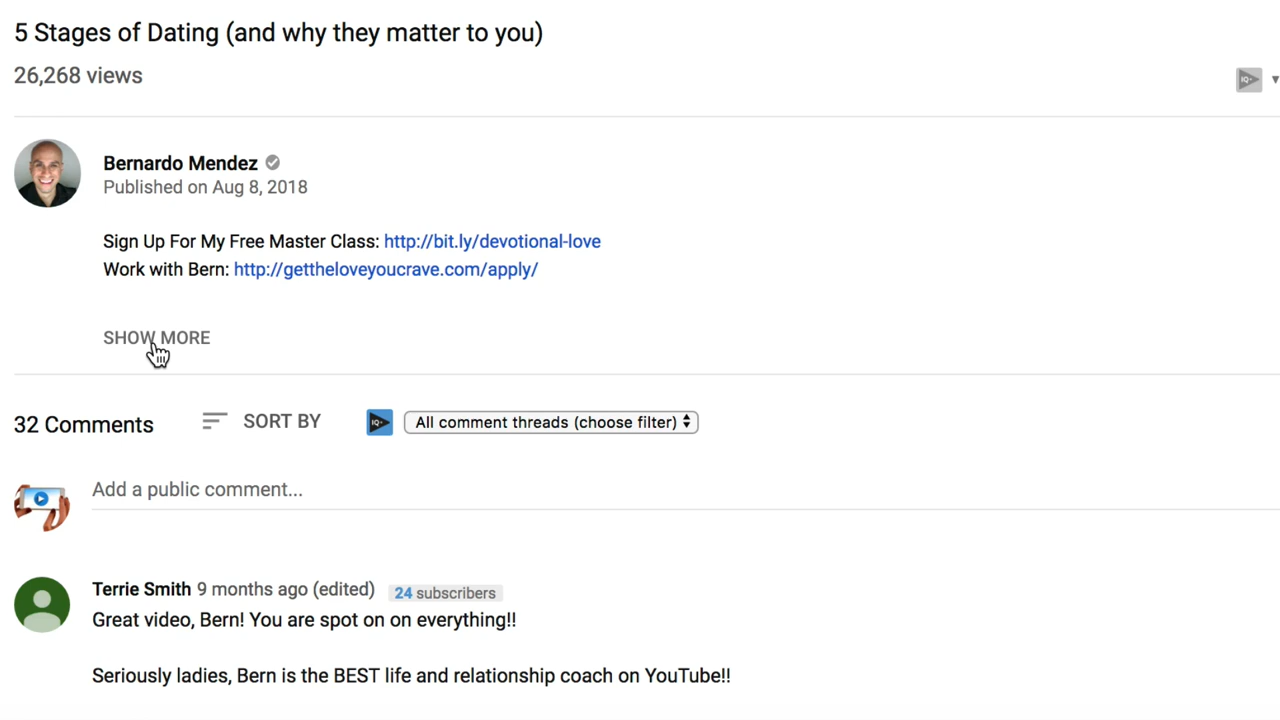 5 Stages of Dating (and why they matter to you)
26,268 views
IQ+
Bernardo Mendez
Published on Aug 8, 2018
Sign Up For My Free Master Class: http://bit.ly/devotional-love
Work with Bern: http://gettheloveyoucrave.com/apply/
SHOW MORE
32 Comments SORT BY IQ+ All comment threads (choose filter)
Add a public comment...
Terrie Smith 9 months ago (edited) 24 subscribers
Great video, Bern! You are spot on on everything!!
Seriously ladies, Bern is the BEST life and relationship coach on YouTube!!